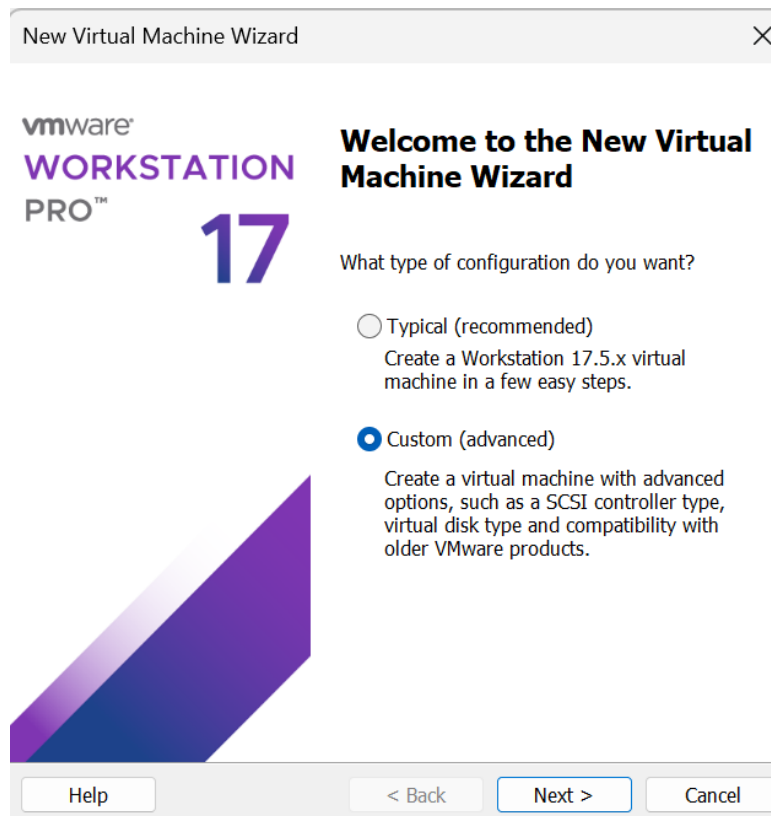 New Virtual Machine Wizard
vmware®
WORKSTATION
PRO™
17
Welcome to the New Virtual
Machine Wizard
What type of configuration do you want?
Typical (recommended)
Create a Workstation 17.5.x virtual
machine in a few easy steps.
Custom (advanced)
Create a virtual machine with advanced
options, such as a SCSI controller type,
virtual disk type and compatibility with
older VMware products.
Help
< Back
Next >
Cancel